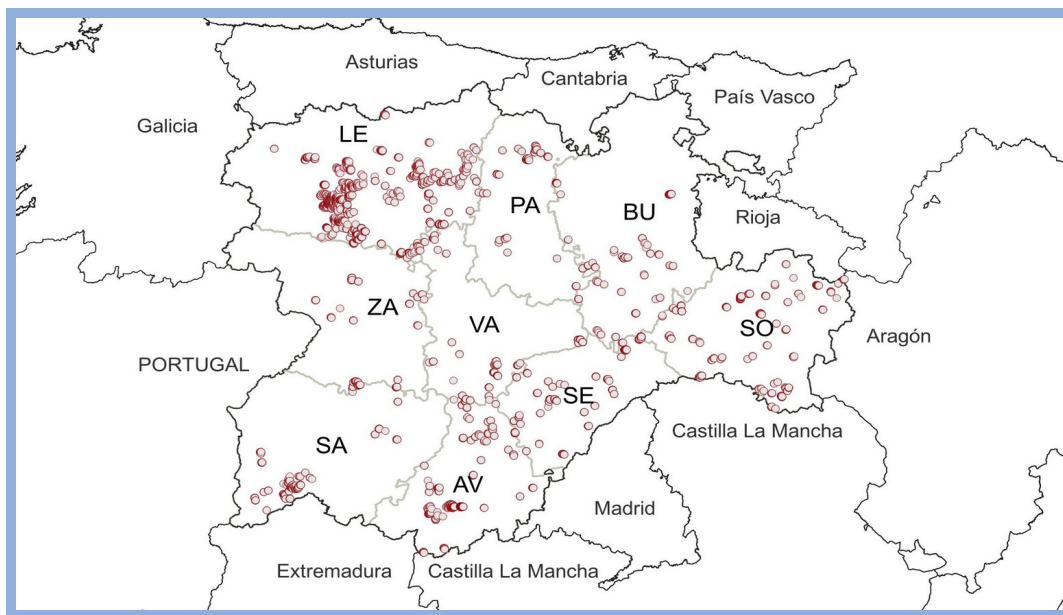 Asturias
Cantabria
País Vasco
Galicia
LE
PA
BU
Rioja
ZA
VA
SO
Aragón
PORTUGAL
SE
Castilla La Mancha
SA
AV
Madrid
Extremadura
Castilla La Mancha